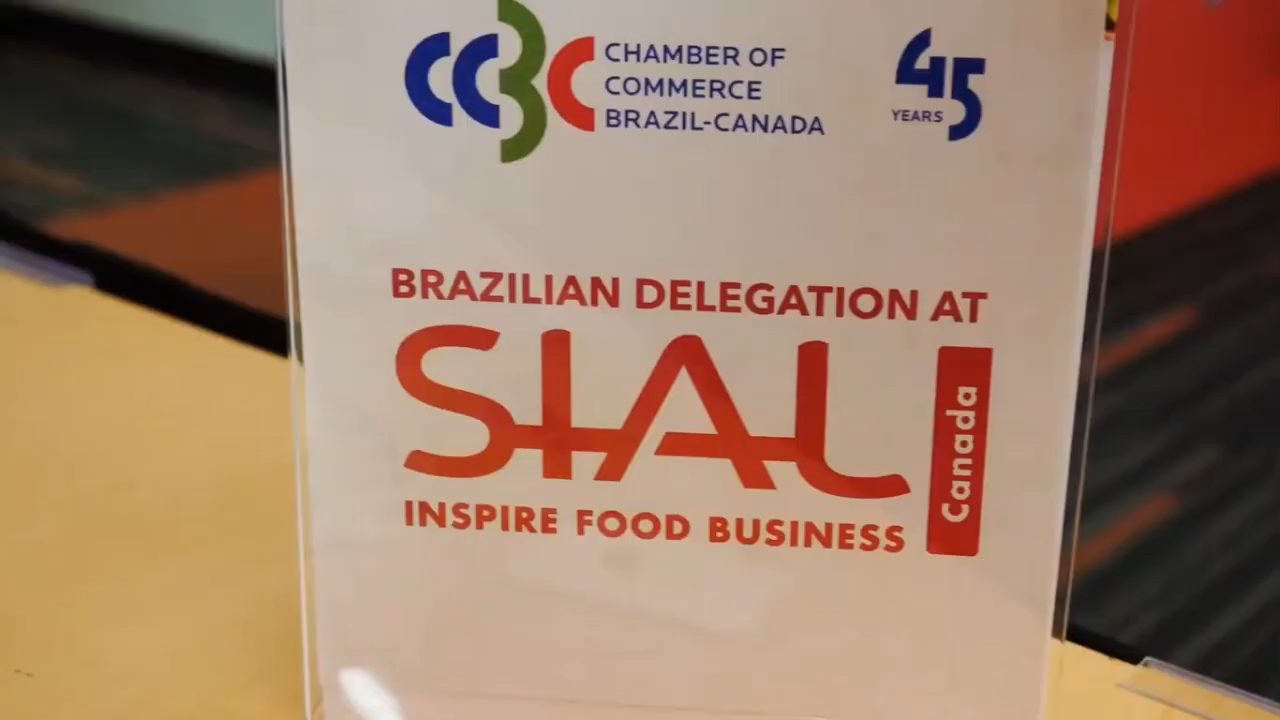 CCBC
CHAMBER OF
COMMERCE
BRAZIL-CANADA
45
YEARS
BRAZILIAN DELEGATION AT
SIAL
Canada
INSPIRE FOOD BUSINESS